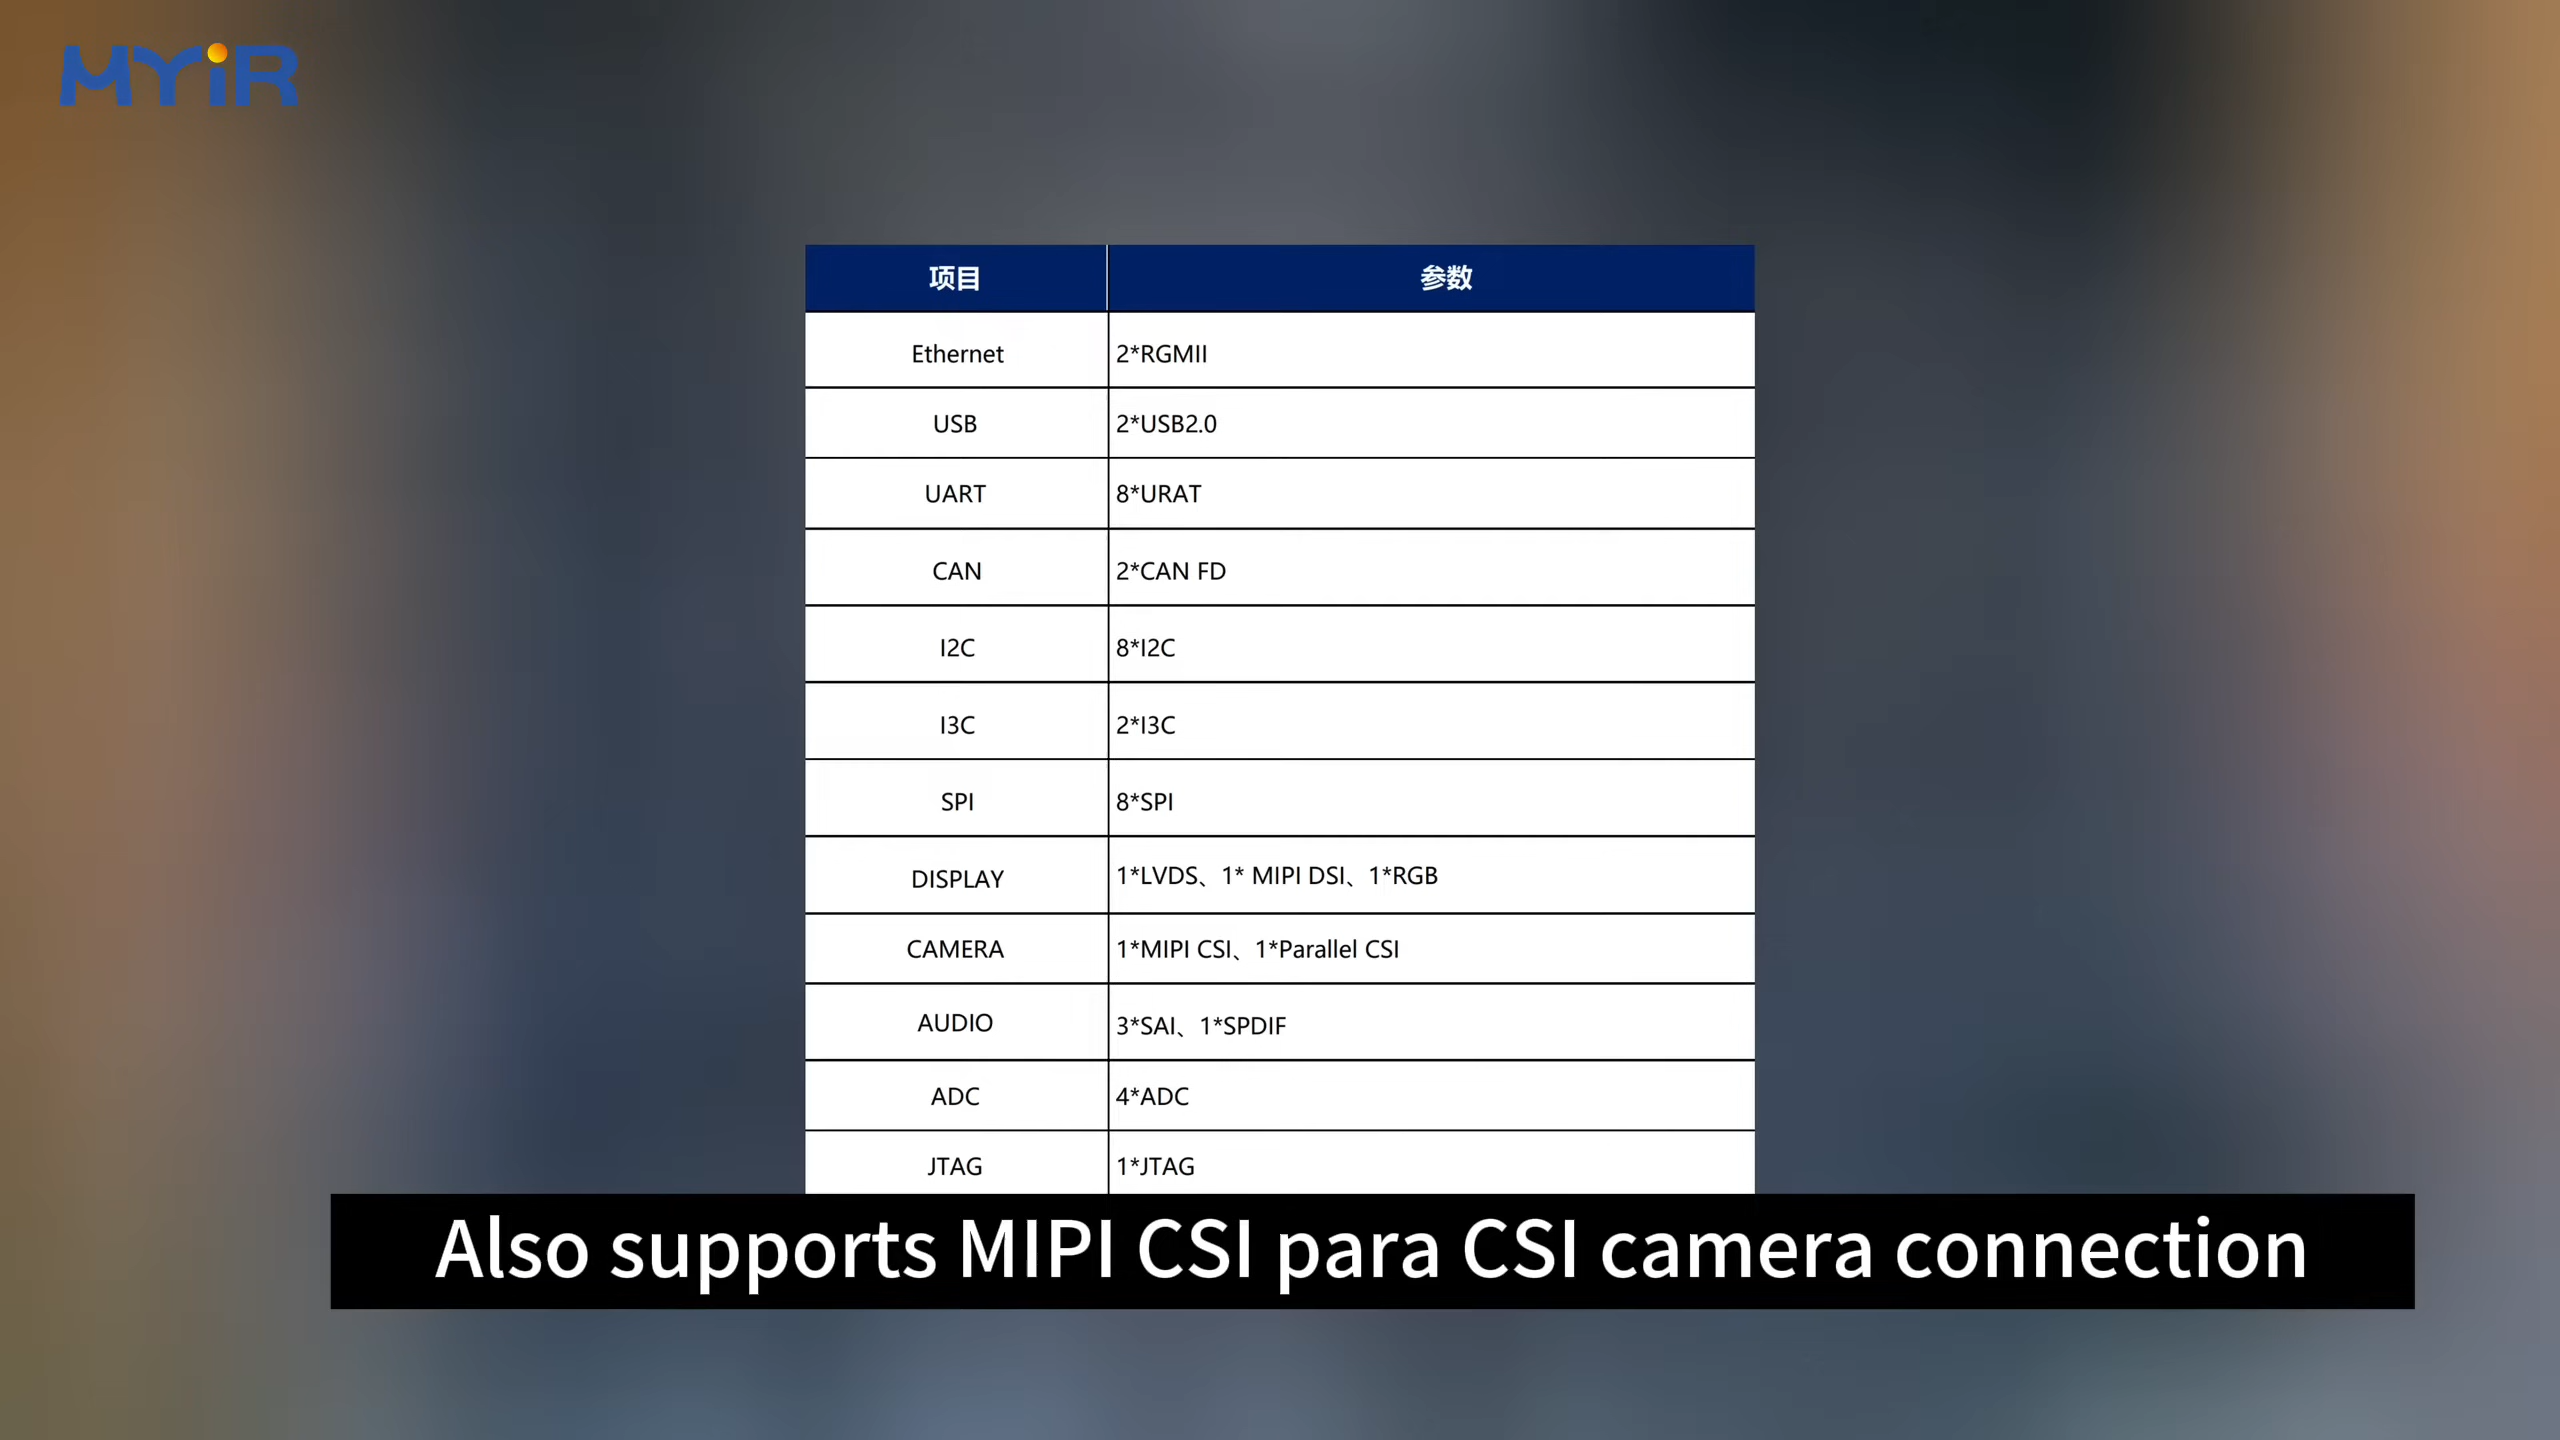 MYiR
项目 参数
Ethernet 2*RGMII
USB 2*USB2.0
UART 8*URAT
CAN 2*CAN FD
I2C 8*I2C
I3C 2*I3C
SPI 8*SPI
DISPLAY 1*LVDS、1* MIPI DSI、1*RGB
CAMERA 1*MIPI CSI、1*Parallel CSI
AUDIO 3*SAI、1*SPDIF
ADC 4*ADC
JTAG 1*JTAG
Also supports MIPI CSI para CSI camera connection